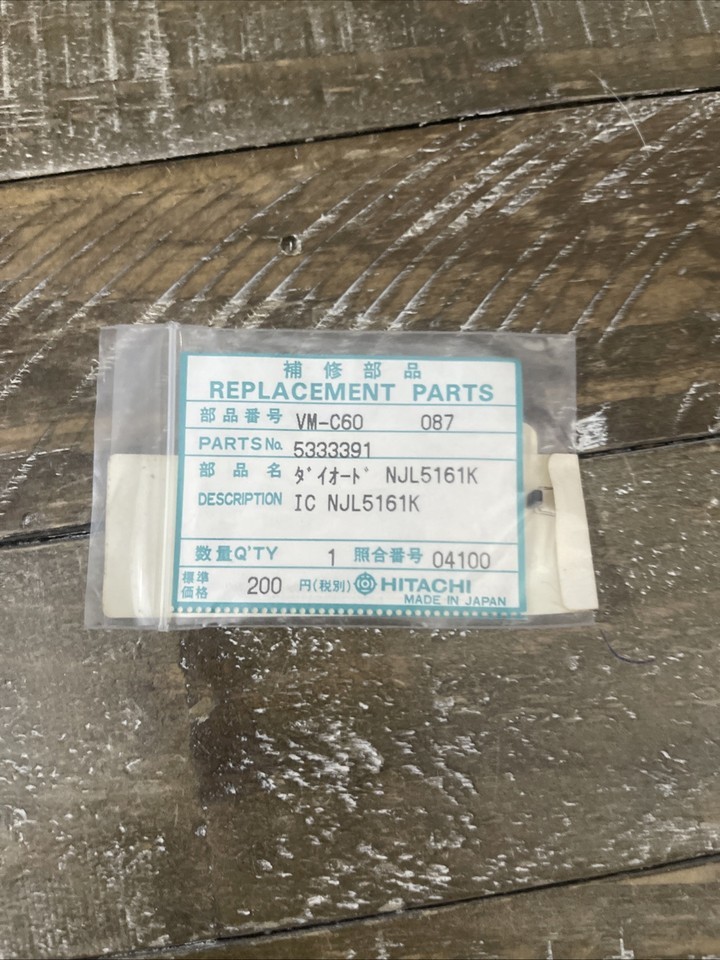 補修部品
REPLACEMENT PARTS
部品番号 VM-C60 087
PARTS No. 5333391
部品名 ダイオード NJL5161K
DESCRIPTION IC NJL5161K
数量Q'TY 1 照合番号 04100
標準価格 200 円(税別) HITACHI
MADE IN JAPAN